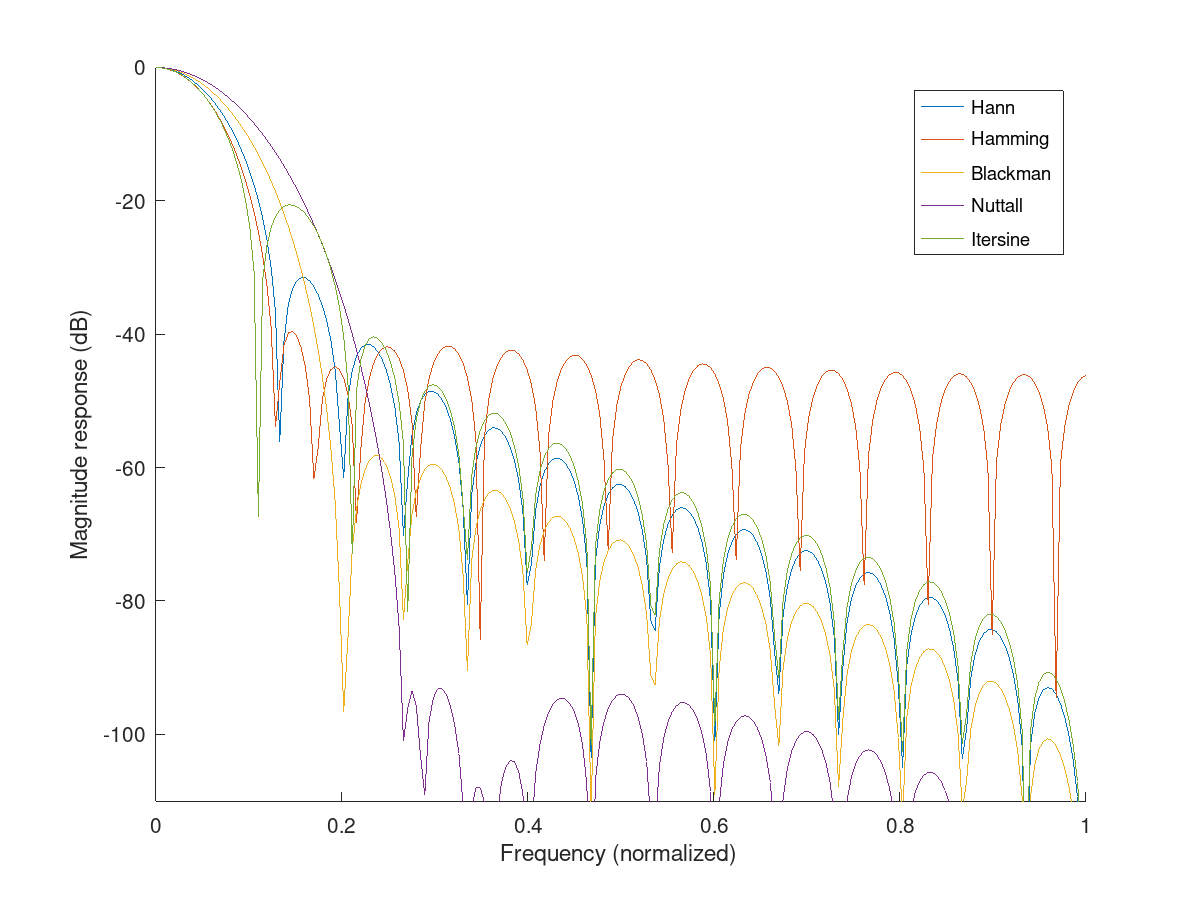 0
-20
-40
-60
-80
-100
Magnitude response (dB)
Hann
Hamming
Blackman
Nuttall
Itersine
0 0.2 0.4 0.6 0.8 1
Frequency (normalized)